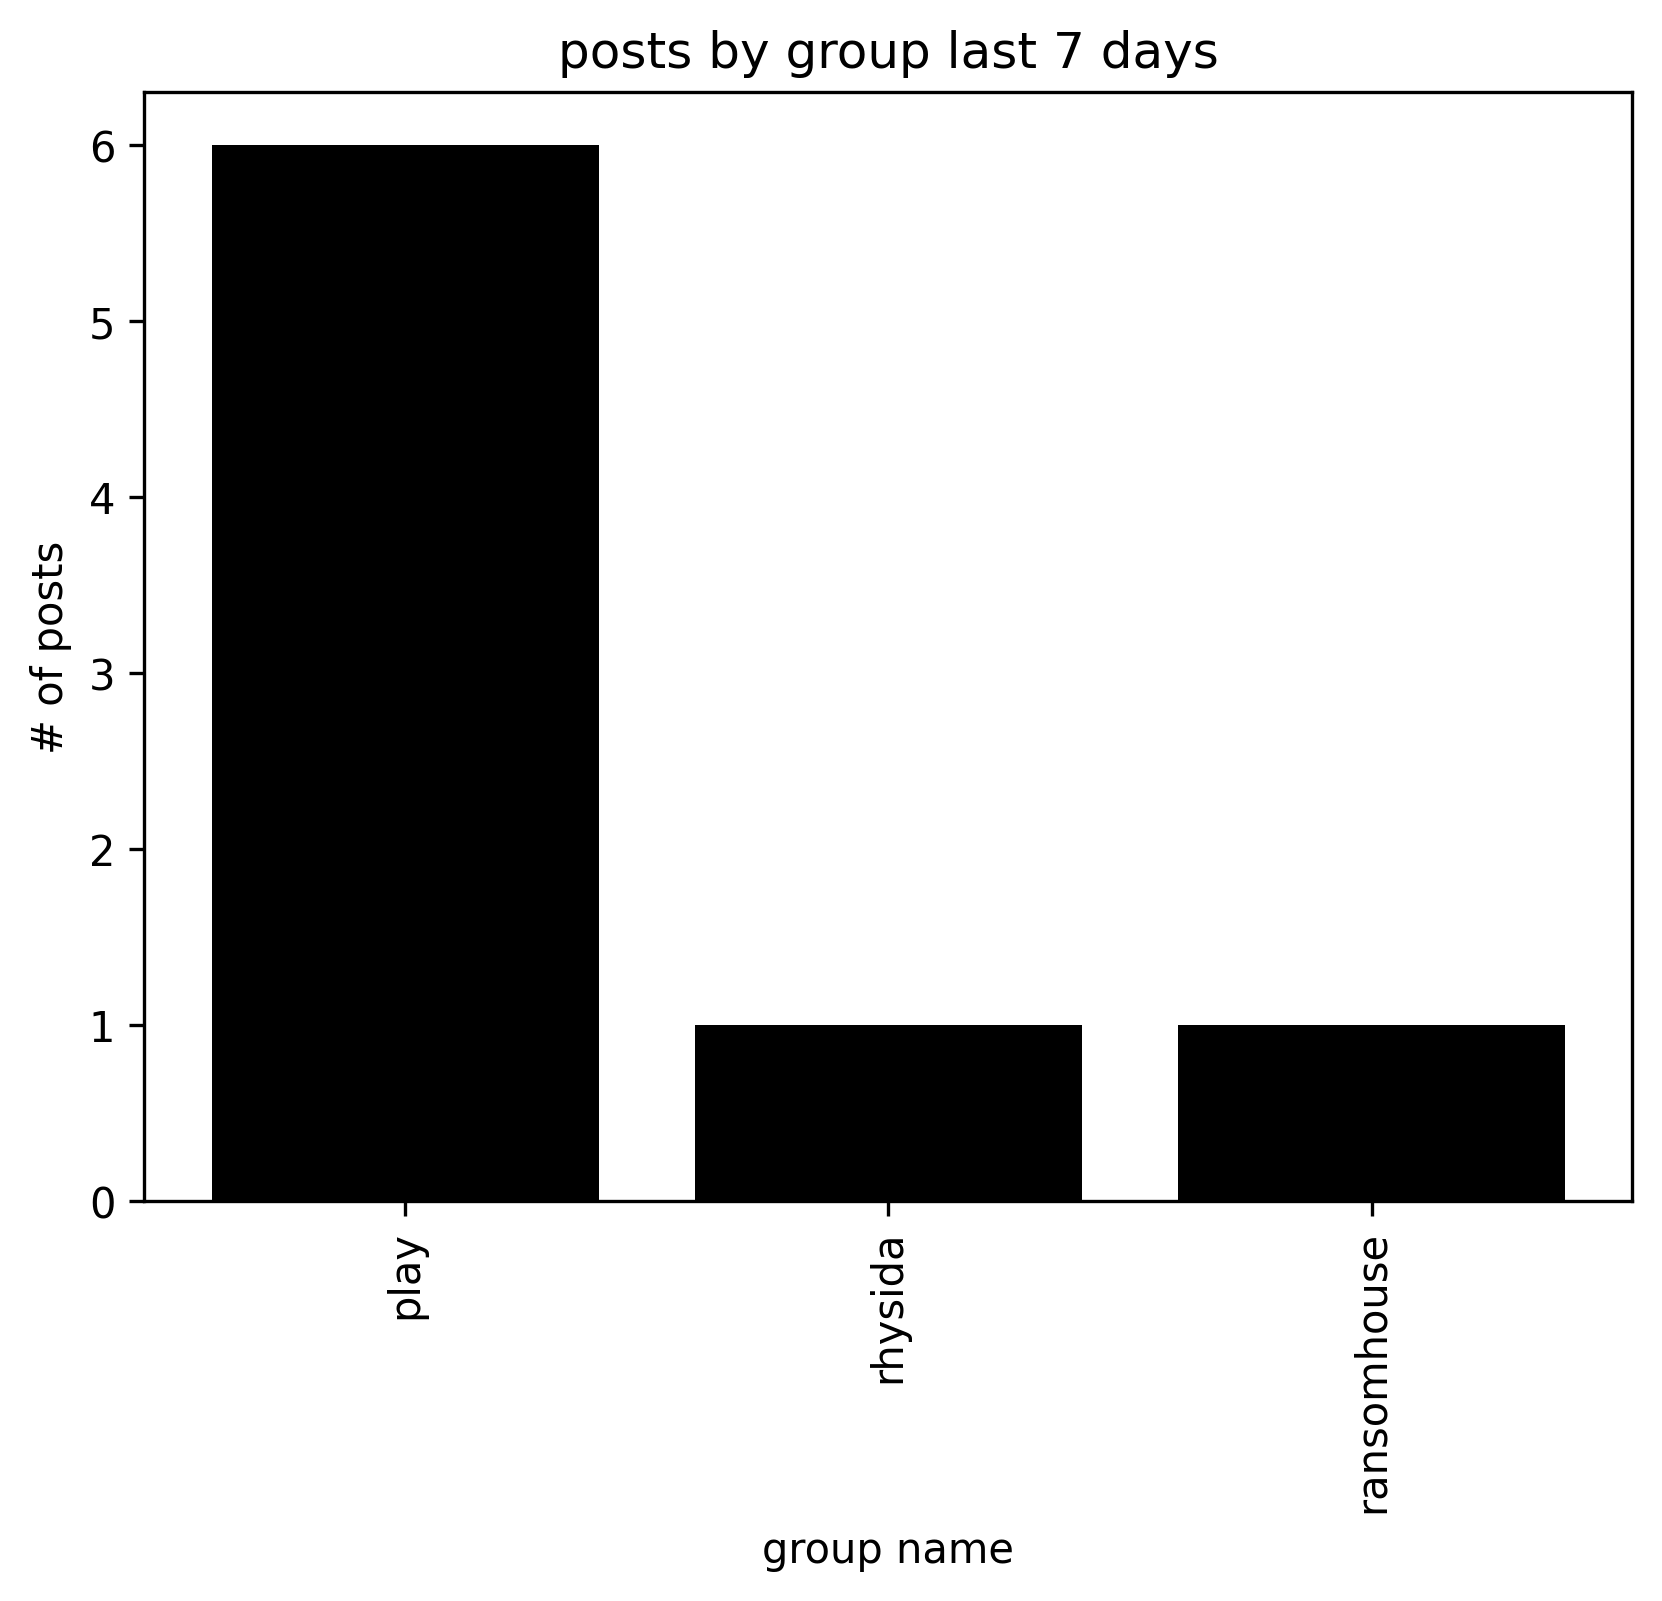 posts by group last 7 days
6
5
4
3
2
1
0
# of posts
play
rhysida
ransomhouse
group name